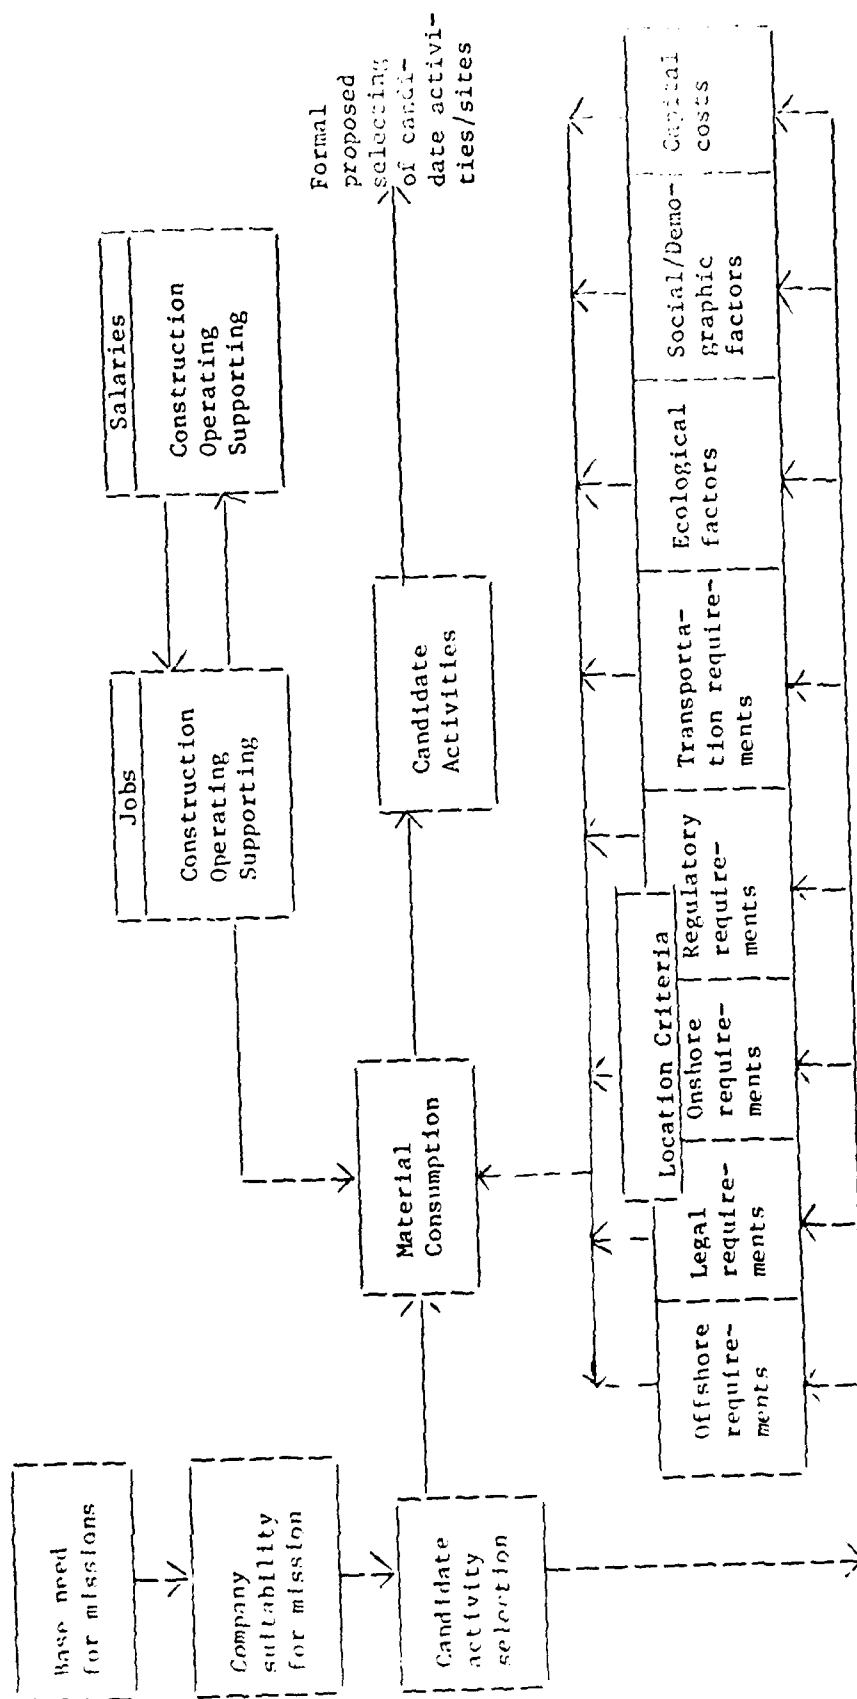 Base need
for missions
Company
suitability
for mission
Candidate
activity
selection
Jobs
Construction
Operating
Supporting
Salaries
Construction
Operating
Supporting
Material
Consumption
Candidate
Activities
Formal
proposed
selecting
of candi-
date activi-
ties/sites
Location Criteria
Offshore
require-
ments
Legal
require-
ments
Onshore
require-
ments
Regulatory
require-
ments
Transporta-
tion require-
ments
Ecological
factors
Social/Demo-
graphic
factors
Capital
costs